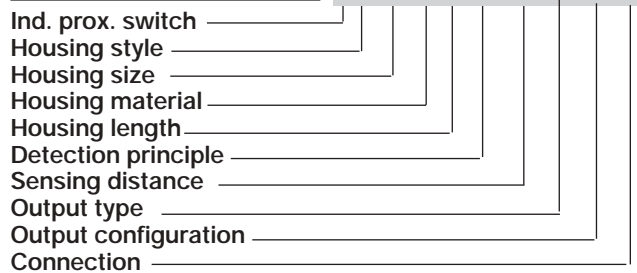 Ind. prox. switch
Housing style
Housing size
Housing material
Housing length
Detection principle
Sensing distance
Output type
Output configuration
Connection